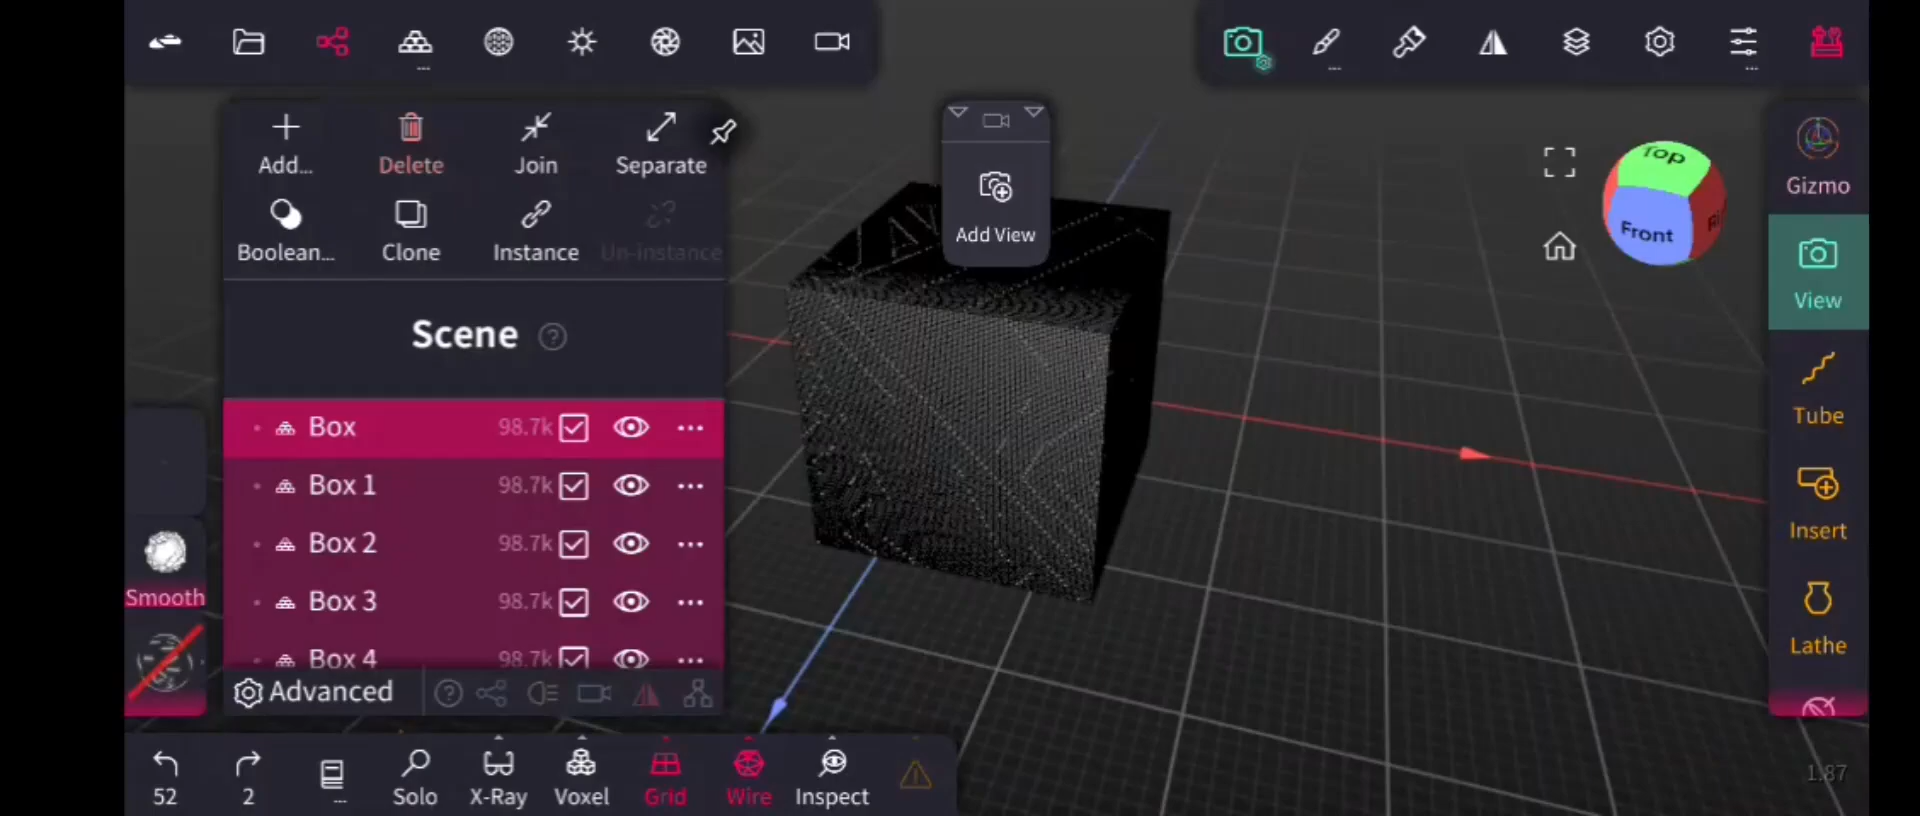 Add...
Delete
Join
Separate
Boolean...
Clone
Instance
Un-instance
Scene
Box 98.7k
Box 1 98.7k
Box 2 98.7k
Box 3 98.7k
Box 4 98.7k
Advanced
Smooth
Add View
Top
Front
Gizmo
View
Tube
Insert
Lathe
1.87
52
2
Solo
X-Ray
Voxel
Grid
Wire
Inspect